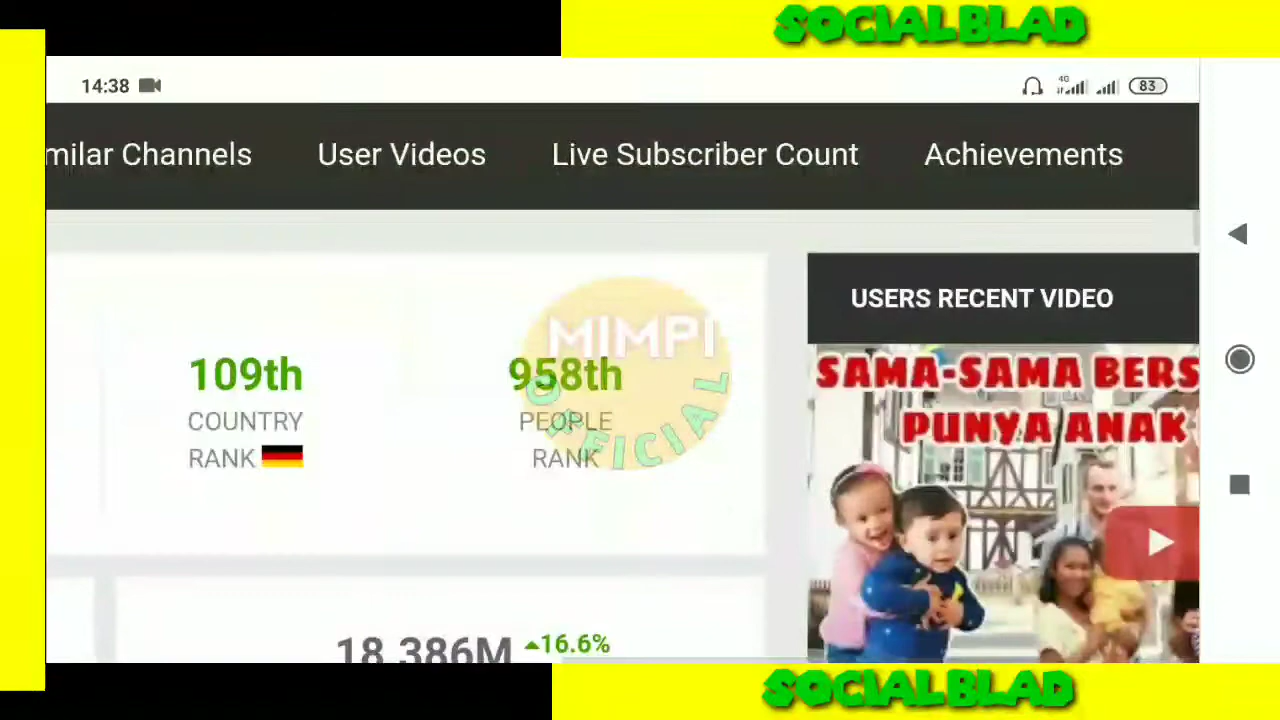 SOCIALBLAD
14:38
4G
83
milar Channels
User Videos
Live Subscriber Count
Achievements
USERS RECENT VIDEO
109th
COUNTRY
RANK
958th
PEOPLE
RANK
MIMPI
OFFICIAL
SAMA-SAMA BERS
PUNYA ANAK
18.386M
16.6%
SOCIALBLAD